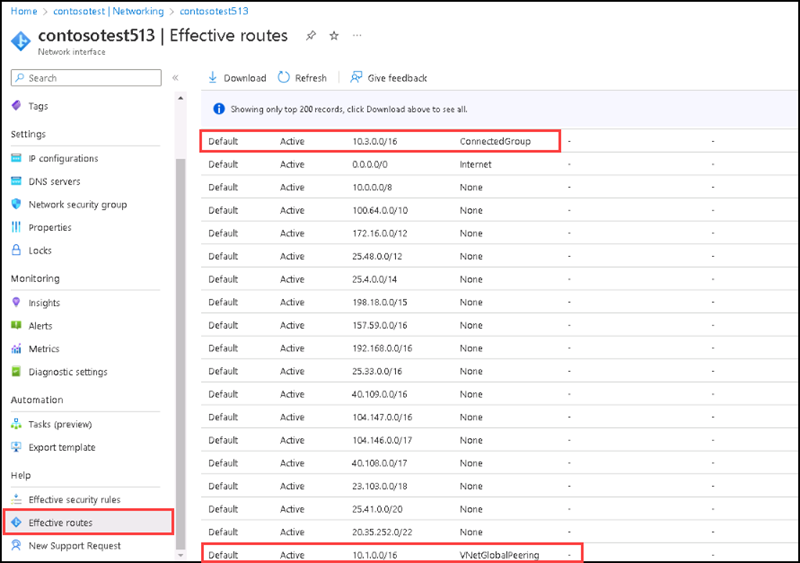 Home > contosotest | Networking > contosotest513
contosotest513 | Effective routes
Network interface
Search
Tags
Settings
IP configurations
DNS servers
Network security group
Properties
Locks
Monitoring
Insights
Alerts
Metrics
Diagnostic settings
Automation
Tasks (preview)
Export template
Help
Effective security rules
Effective routes
New Support Request
Download Refresh Give feedback
Showing only top 200 records, click Download above to see all.
Default Active 10.3.0.0/16 ConnectedGroup - -
Default Active 0.0.0.0/0 Internet - -
Default Active 10.0.0.0/8 None - -
Default Active 100.64.0.0/10 None - -
Default Active 172.16.0.0/12 None - -
Default Active 25.48.0.0/12 None - -
Default Active 25.4.0.0/14 None - -
Default Active 198.18.0.0/15 None - -
Default Active 157.59.0.0/16 None - -
Default Active 192.168.0.0/16 None - -
Default Active 25.33.0.0/16 None - -
Default Active 40.109.0.0/16 None - -
Default Active 104.147.0.0/16 None - -
Default Active 104.146.0.0/17 None - -
Default Active 40.108.0.0/17 None - -
Default Active 23.103.0.0/18 None - -
Default Active 25.41.0.0/20 None - -
Default Active 20.35.252.0/22 None - -
Default Active 10.1.0.0/16 VNetGlobalPeering - -